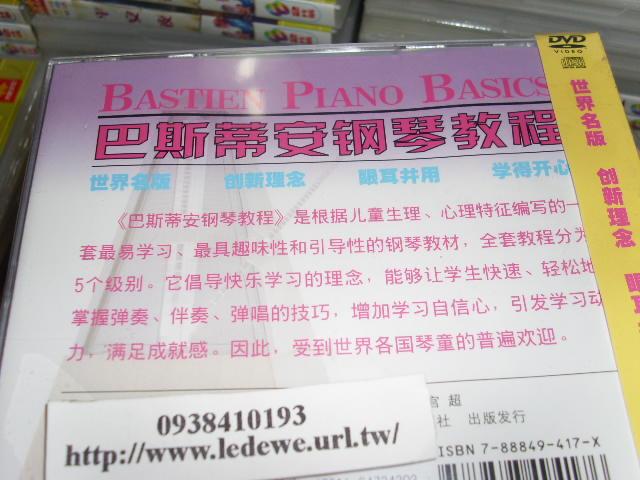 BASTIEN PIANO BASICS
巴斯蒂安钢琴教程
世界名版 创新理念 眼耳并用 学得开心
《巴斯蒂安钢琴教程》是根据儿童生理、心理特征编写的一
套最易学习、最具趣味性和引导性的钢琴教材，全套教程分为
5个级别。它倡导快乐学习的理念，能够让学生快速、轻松地
掌握弹奏、伴奏、弹唱的技巧，增加学习自信心，引发学习动
力，满足成就感。因此，受到世界各国琴童的普遍欢迎。
官 超
社 出版发行
ISBN 7-88849-417-X
0938410193
http://www.ledewe.url.tw/
DVD
VIDEO
世界名版 创新理念 眼耳